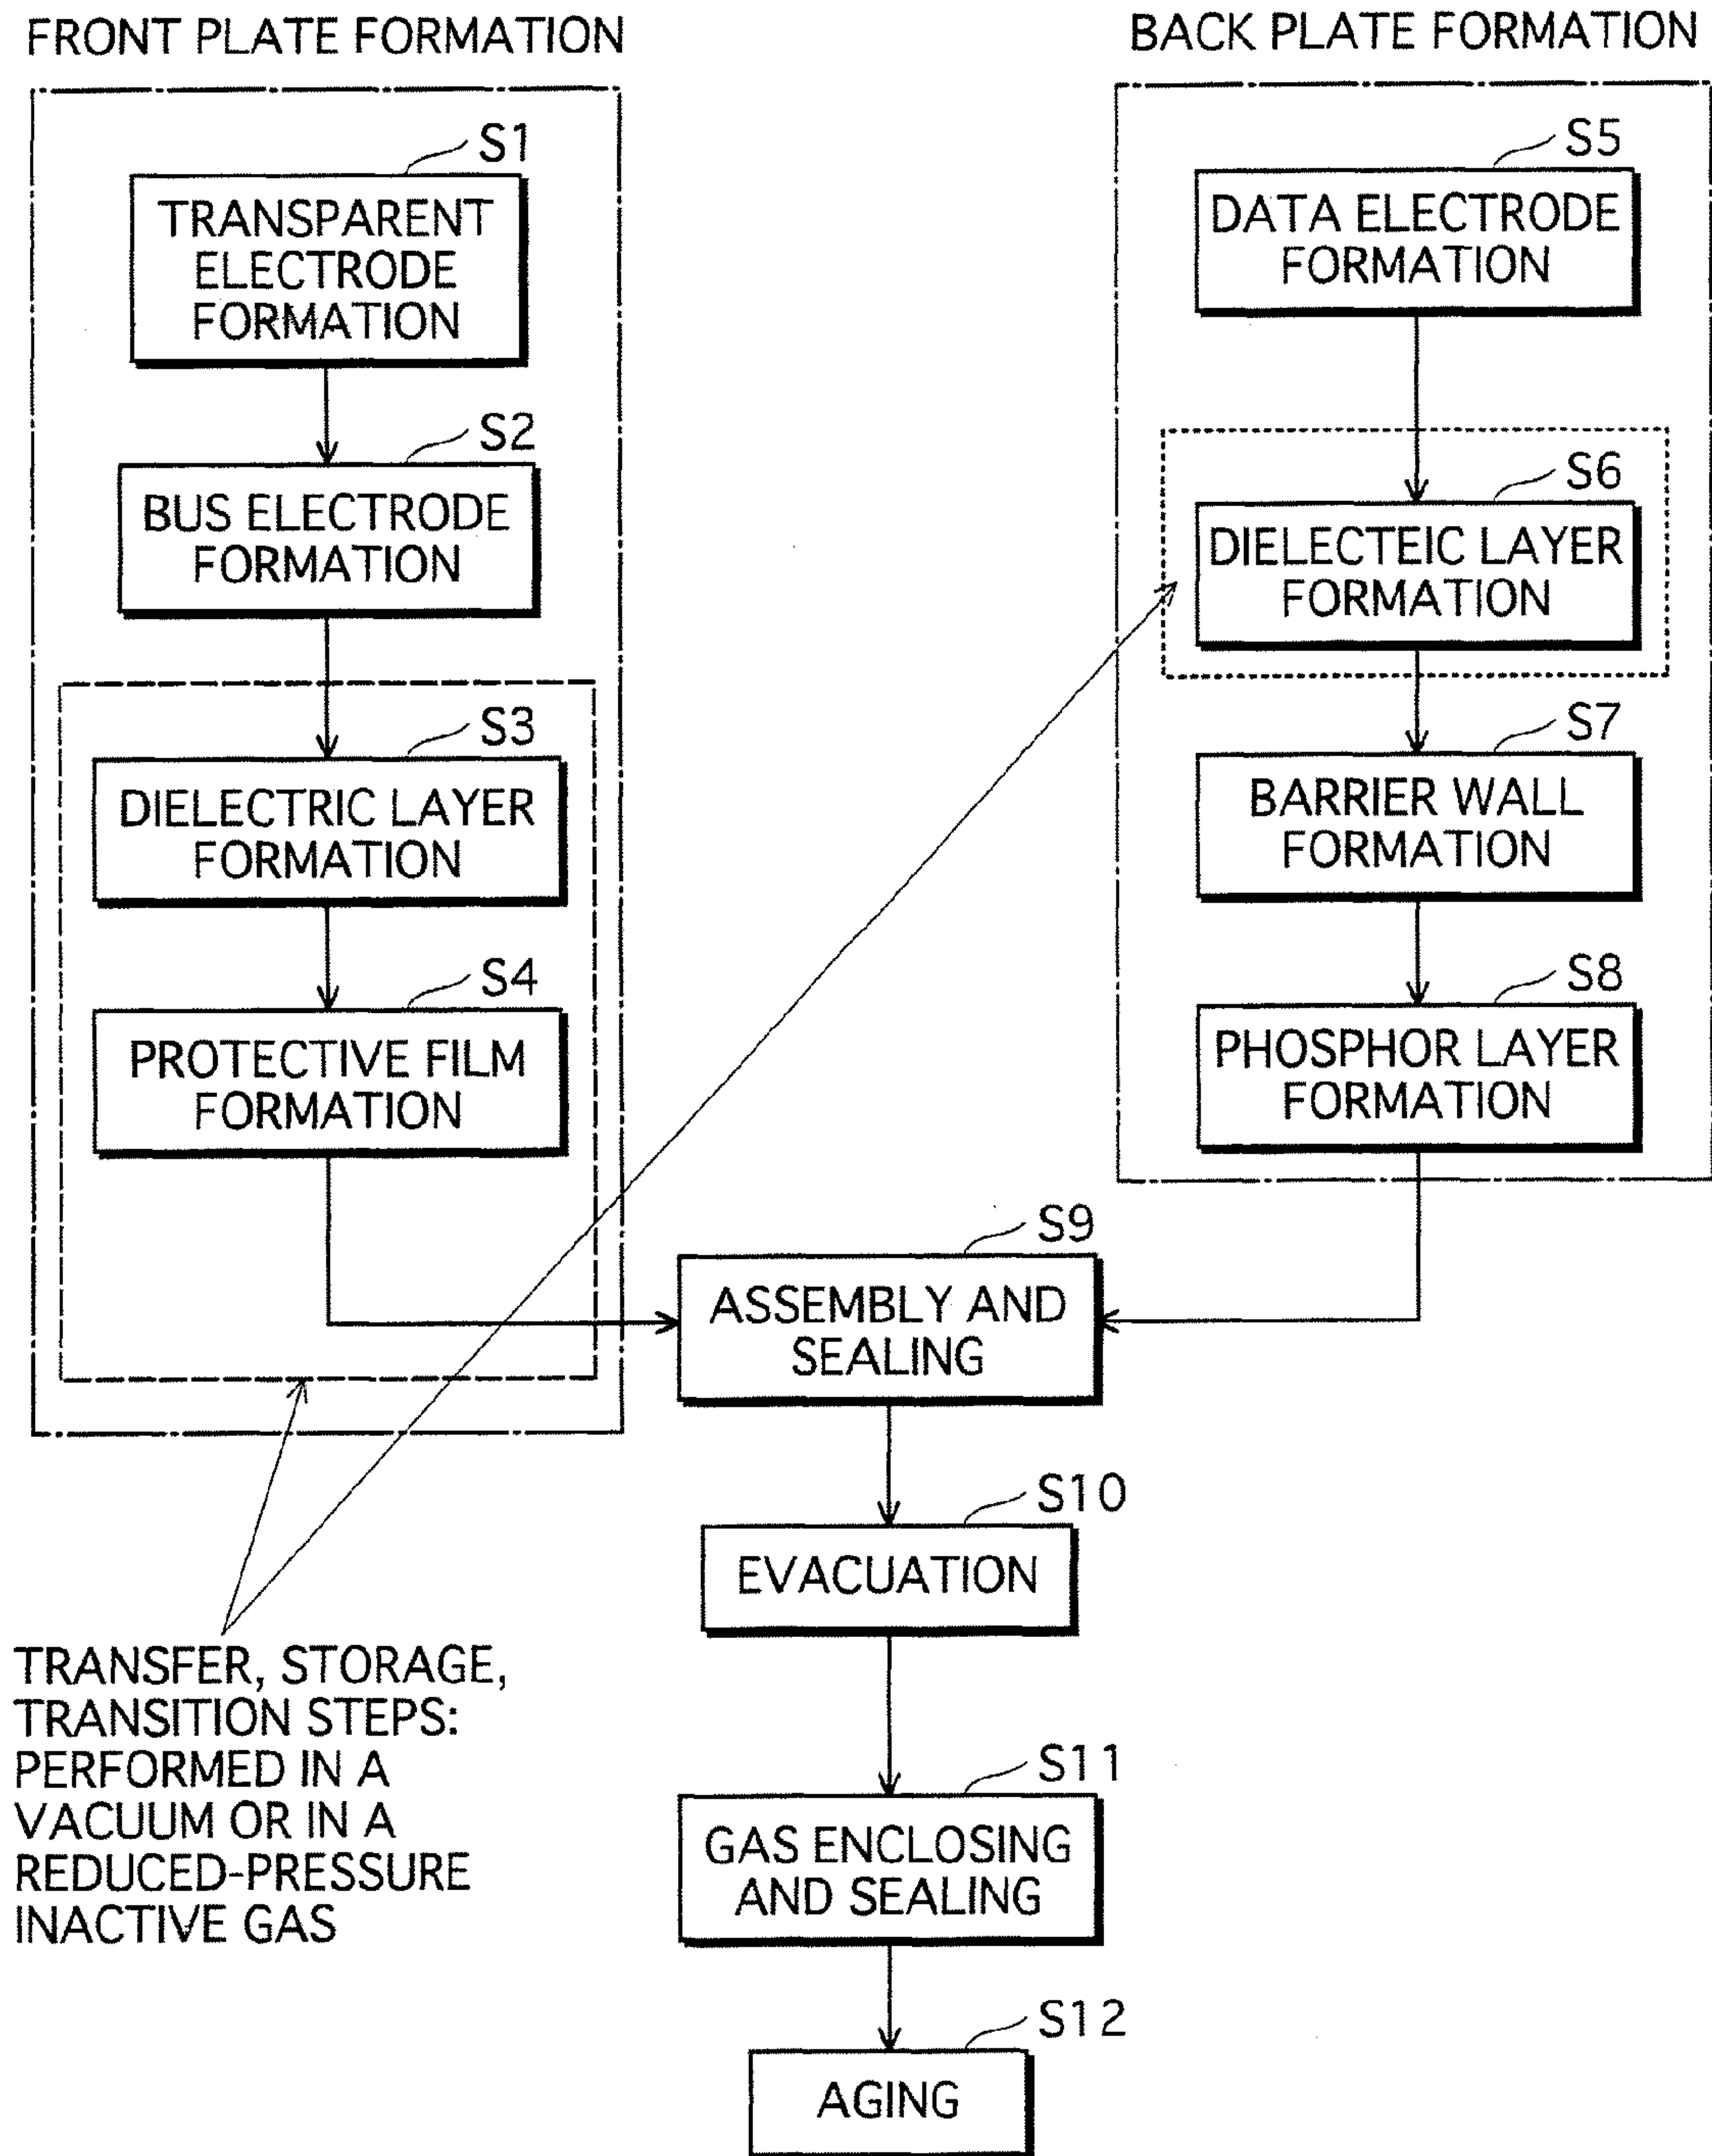 FRONT PLATE FORMATION
S1
TRANSPARENT
ELECTRODE
FORMATION
S2
BUS ELECTRODE
FORMATION
S3
DIELECTRIC LAYER
FORMATION
S4
PROTECTIVE FILM
FORMATION
BACK PLATE FORMATION
S5
DATA ELECTRODE
FORMATION
S6
DIELECTEIC LAYER
FORMATION
S7
BARRIER WALL
FORMATION
S8
PHOSPHOR LAYER
FORMATION
S9
ASSEMBLY AND
SEALING
S10
EVACUATION
S11
GAS ENCLOSING
AND SEALING
S12
AGING
TRANSFER, STORAGE,
TRANSITION STEPS:
PERFORMED IN A
VACUUM OR IN A
REDUCED-PRESSURE
INACTIVE GAS